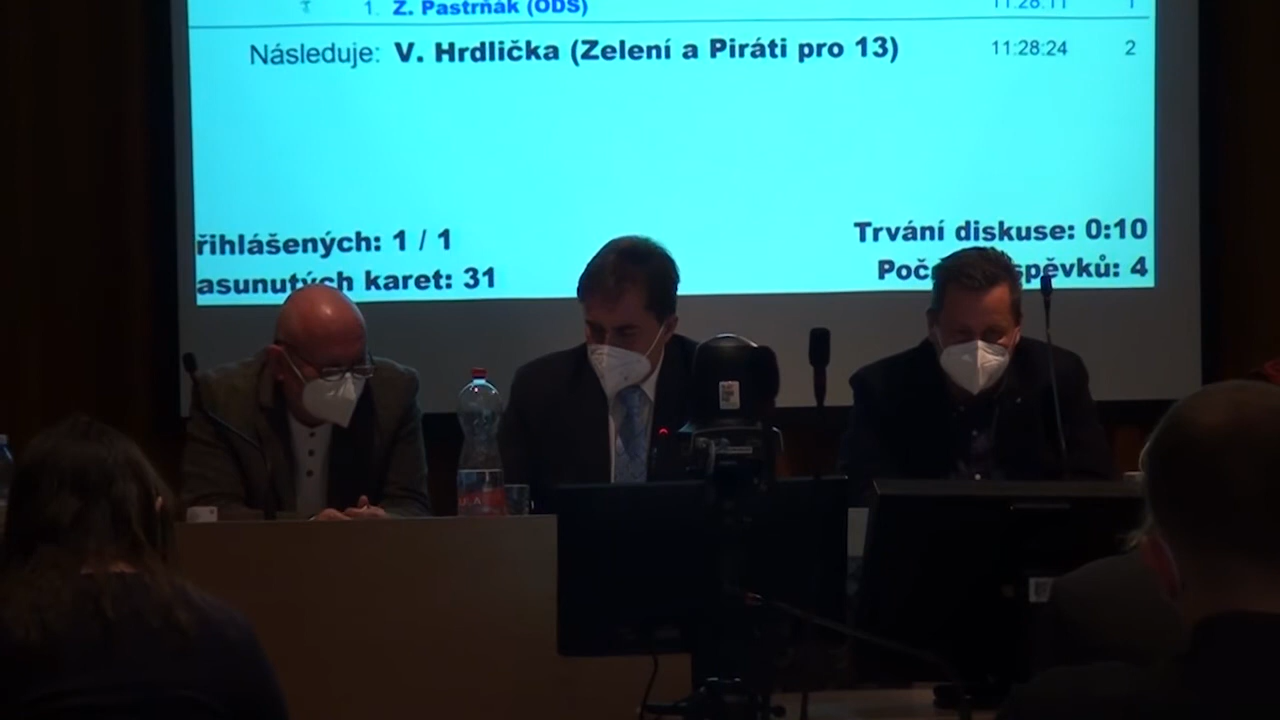 1. Z. Pastrňák (ODS) 11:28:11 1
Následuje: V. Hrdlička (Zelení a Piráti pro 13) 11:28:24 2
řihlášených: 1 / 1
Trvání diskuse: 0:10
asunutých karet: 31
Poč spěvků: 4